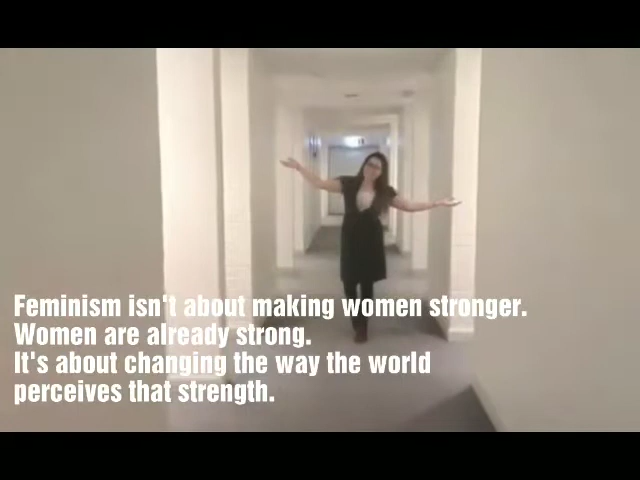 Feminism isn't about making women stronger.
Women are already strong.
It's about changing the way the world
perceives that strength.